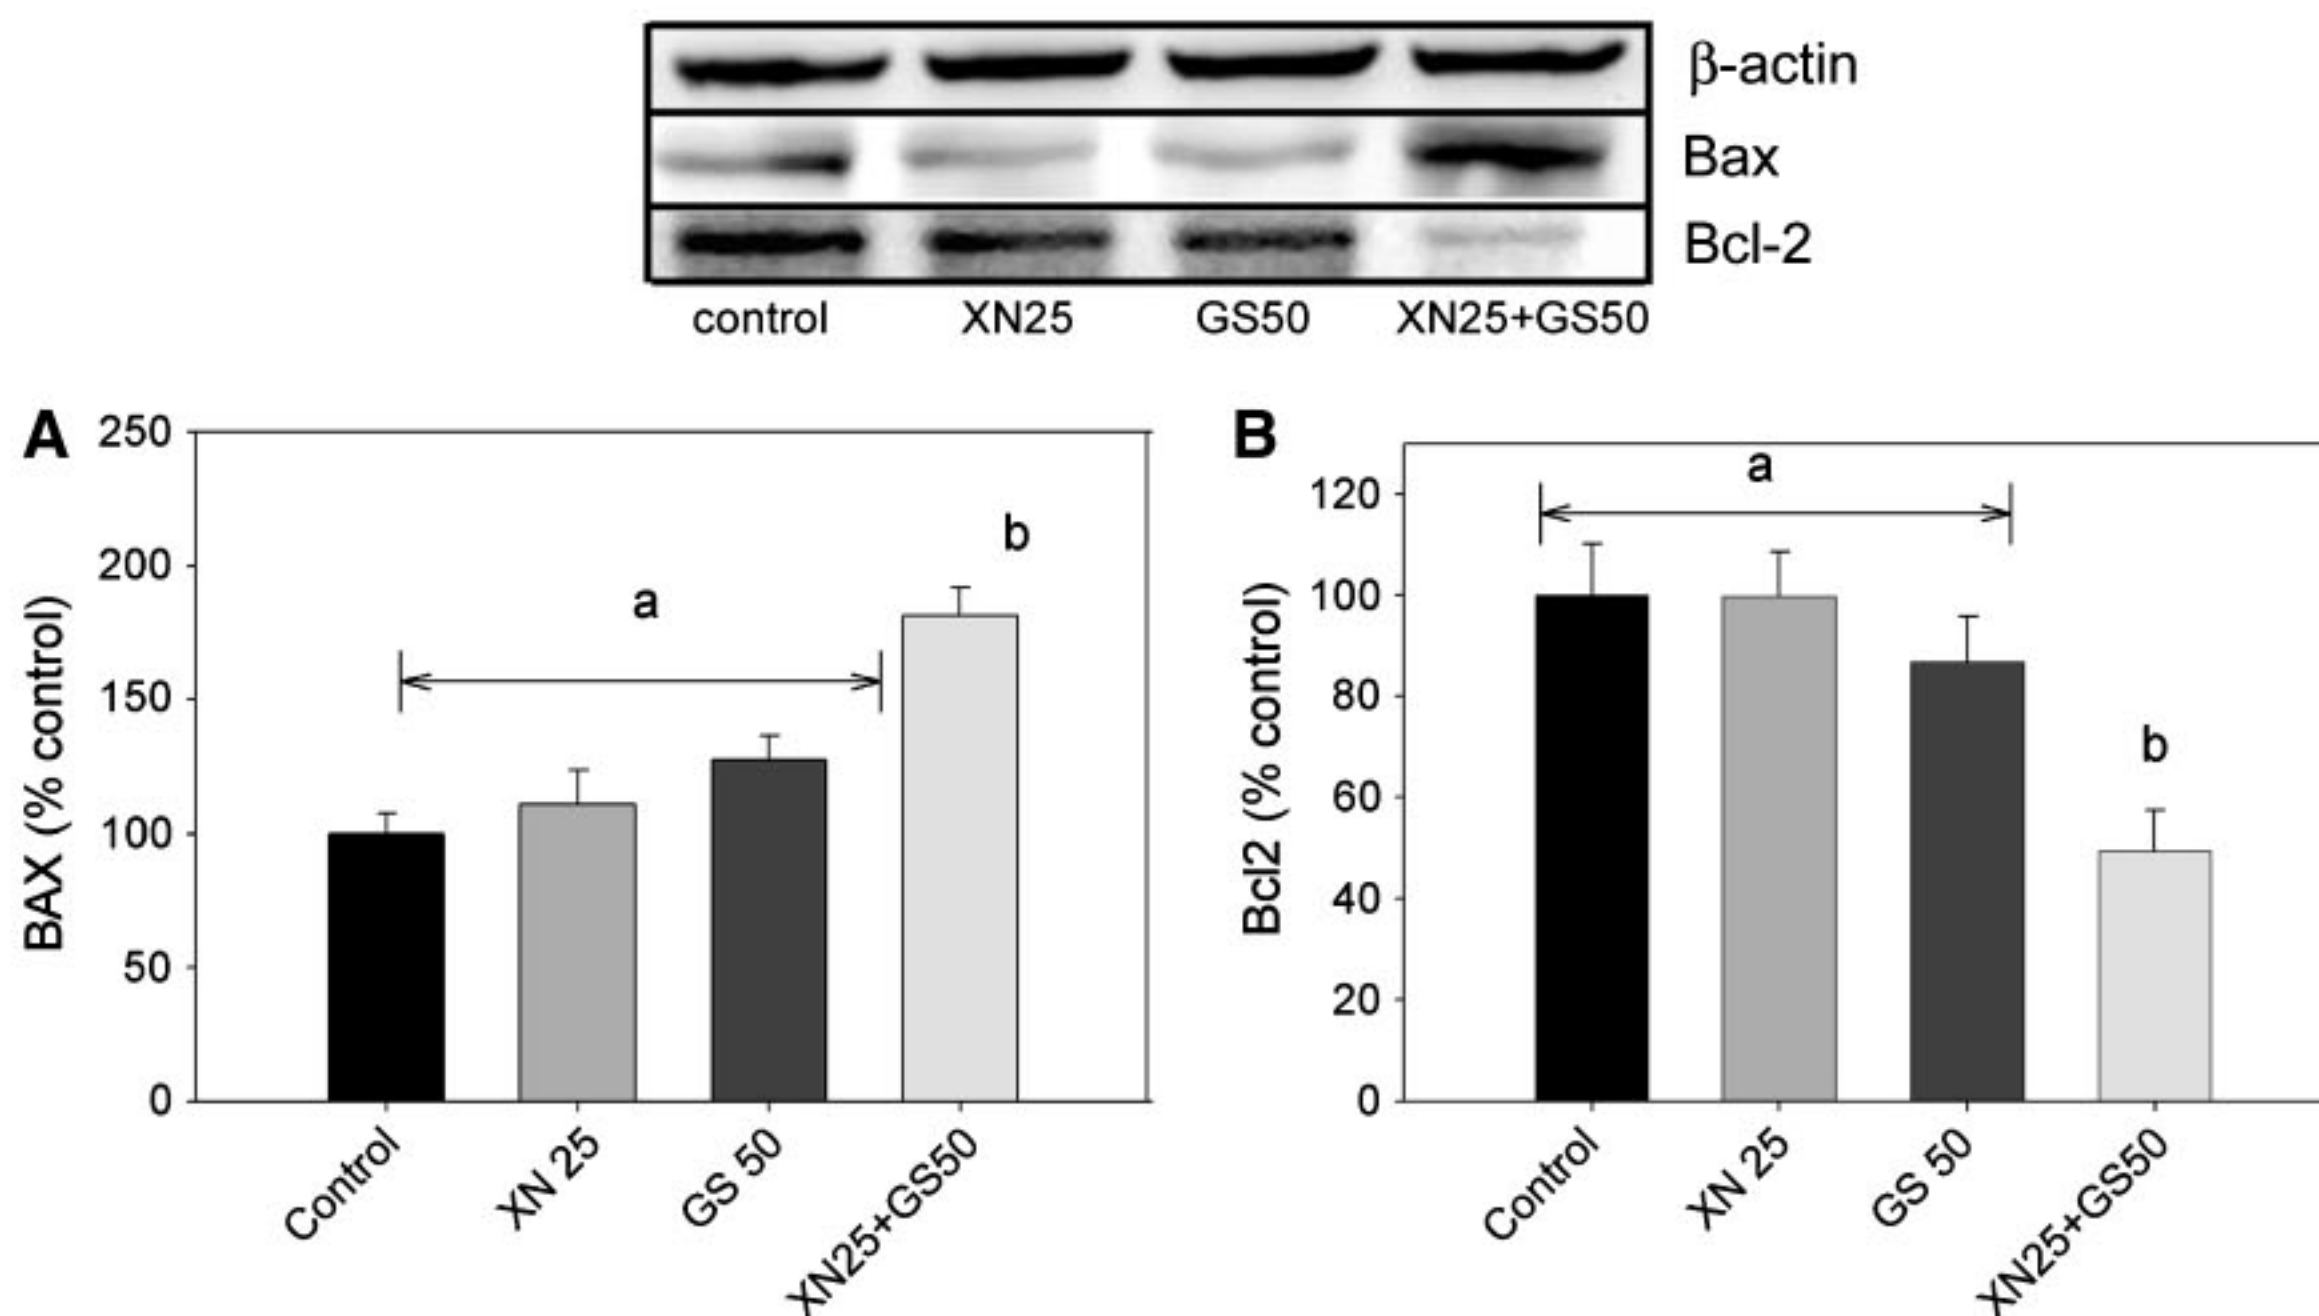 β-actin
Bax
Bcl-2
control XN25 GS50 XN25+GS50
A
250
200
150
100
50
0
BAX (% control)
a
b
Control
XN 25
GS 50
XN25+GS50
B
120
100
80
60
40
20
0
Bcl2 (% control)
a
b
Control
XN 25
GS 50
XN25+GS50